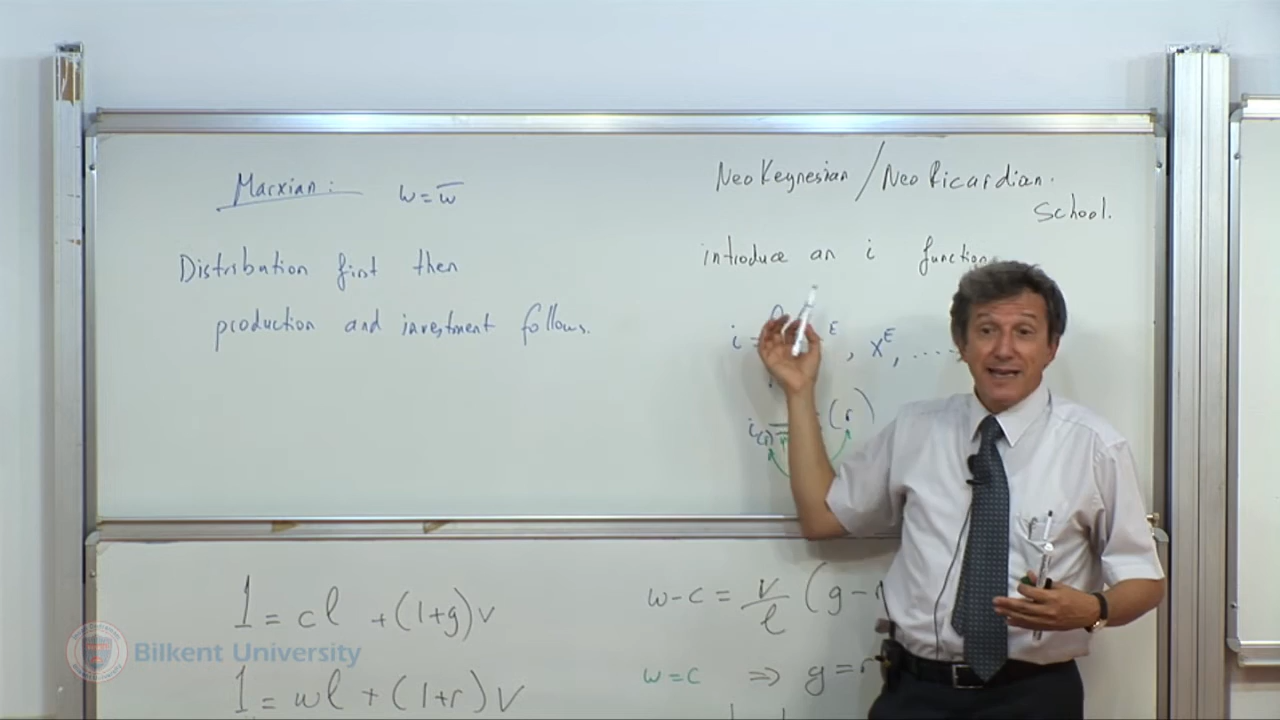 Marxian: w = w̅
Distribution first then
production and investment follows.
NeoKeynesian / NeoRicardian.
School.
introduce an i function
i = E , X^E , ....
i(r) = (r)
1 = cl + (1+g)v
1 = wl + (1+r)v
w-c = v/l (g-
w=c ⇒ g=r
Bilkent University